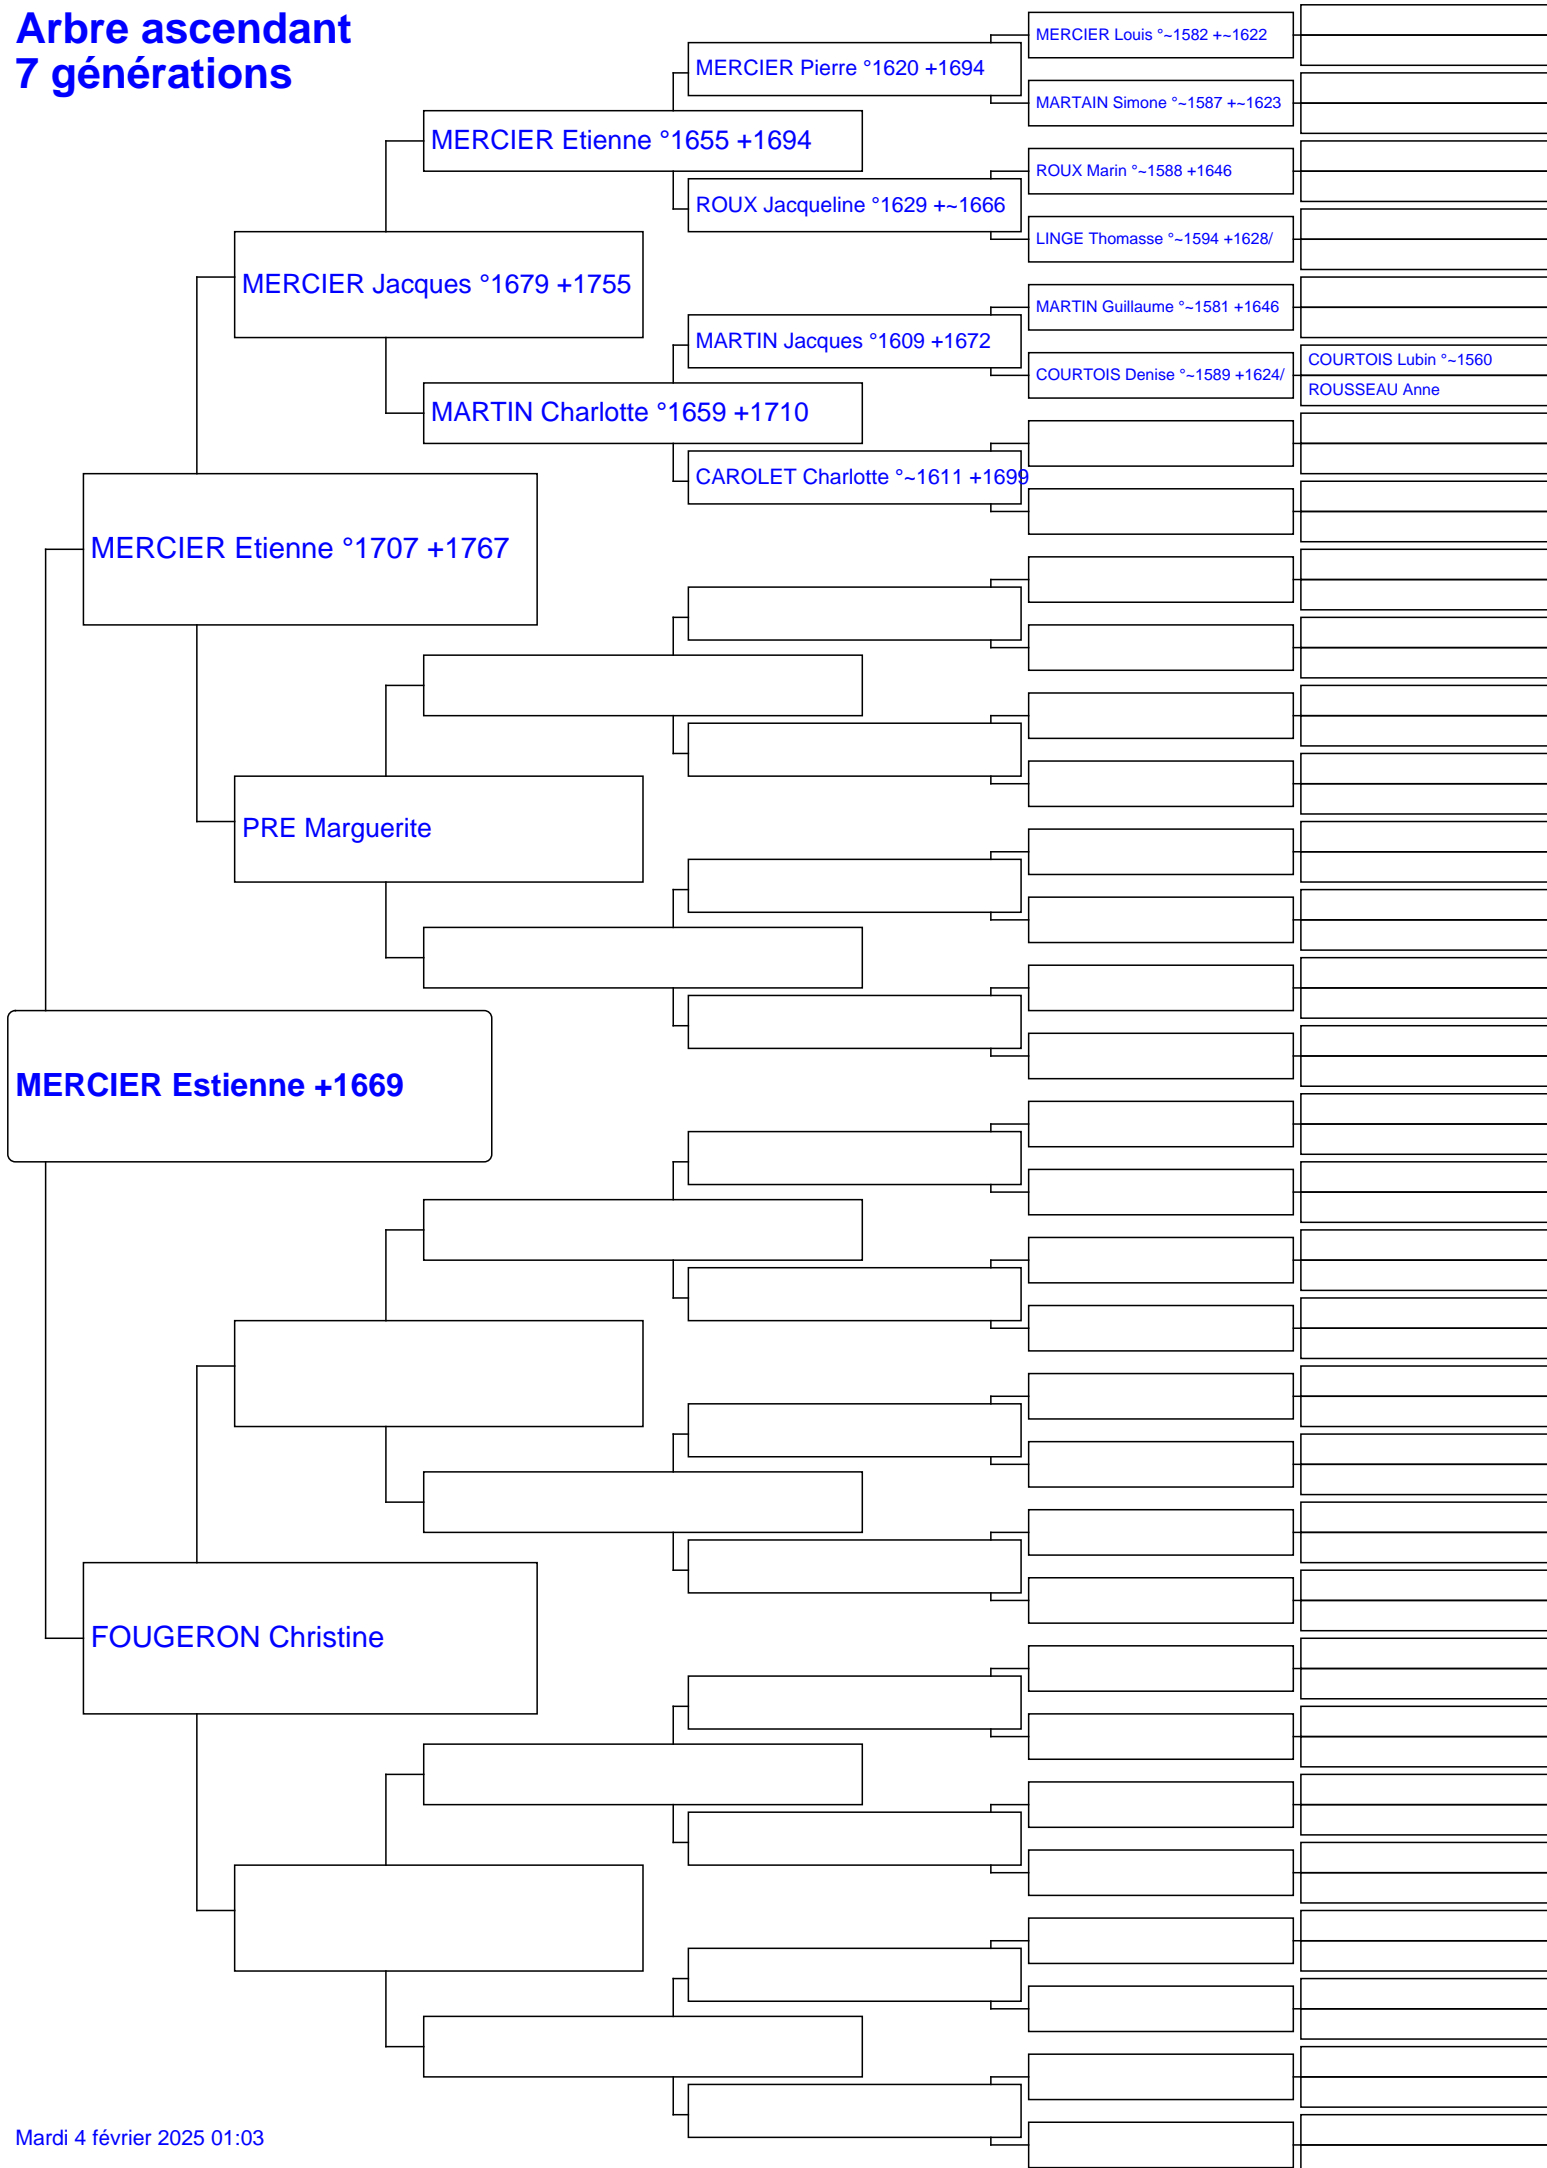 Arbre ascendant
7 générations
MERCIER Louis °~1582 +~1622
MERCIER Pierre °1620 +1694
MARTAIN Simone °~1587 +~1623
MERCIER Etienne °1655 +1694
ROUX Marin °~1588 +1646
ROUX Jacqueline °1629 +~1666
LINGE Thomasse °~1594 +1628/
MERCIER Jacques °1679 +1755
MARTIN Guillaume °~1581 +1646
MARTIN Jacques °1609 +1672
COURTOIS Lubin °~1560
COURTOIS Denise °~1589 +1624/
ROUSSEAU Anne
MARTIN Charlotte °1659 +1710
CAROLET Charlotte °~1611 +1699
MERCIER Etienne °1707 +1767
PRE Marguerite
MERCIER Estienne +1669
FOUGERON Christine
Mardi 4 février 2025 01:03